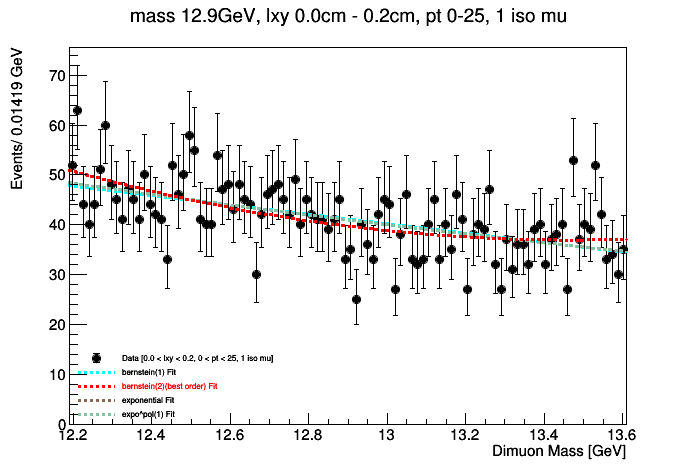 mass 12.9GeV, lxy 0.0cm - 0.2cm, pt 0-25, 1 iso mu
Events/ 0.01419 GeV
70
60
50
40
30
20
10
0
Data [0.0 < lxy < 0.2, 0 < pt < 25, 1 iso mu]
bernstein(1) Fit
bernstein(2)(best order) Fit
exponential Fit
expo*pol(1) Fit
12.2 12.4 12.6 12.8 13 13.2 13.4 13.6
Dimuon Mass [GeV]